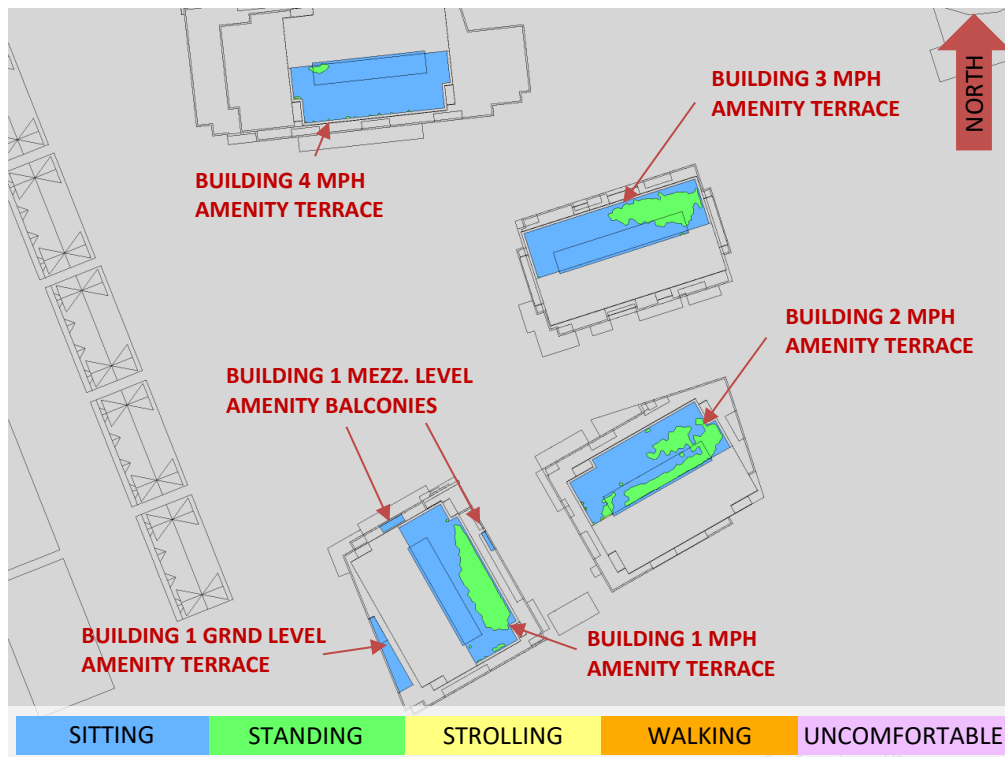 NORTH
BUILDING 3 MPH
AMENITY TERRACE
BUILDING 4 MPH
AMENITY TERRACE
BUILDING 2 MPH
AMENITY TERRACE
BUILDING 1 MEZZ. LEVEL
AMENITY BALCONIES
BUILDING 1 GRND LEVEL
AMENITY TERRACE
BUILDING 1 MPH
AMENITY TERRACE
SITTING
STANDING
STROLLING
WALKING
UNCOMFORTABLE